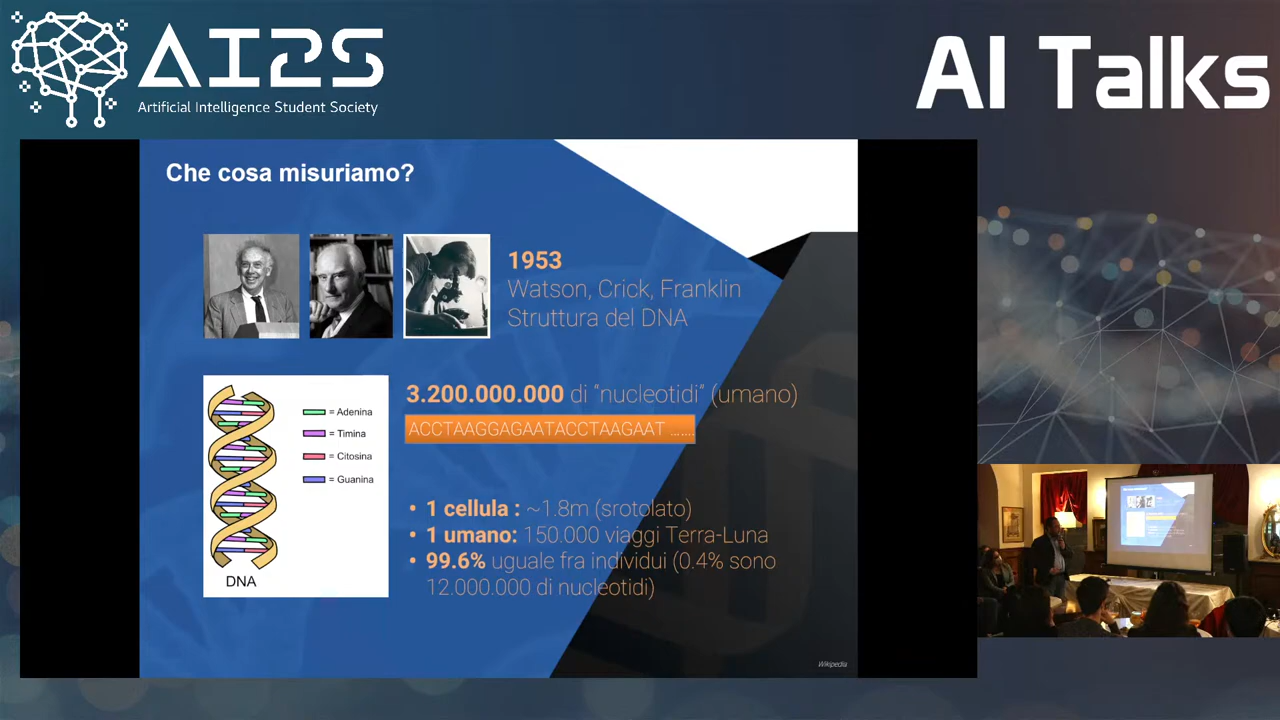 AI2S
Artificial Intelligence Student Society
AI Talks
Che cosa misuriamo?
1953
Watson, Crick, Franklin
Struttura del DNA
= Adenina
= Timina
= Citosina
= Guanina
DNA
3.200.000.000 di “nucleotidi” (umano)
ACCTAAGGAGAATACCTAAGAAT .......
• 1 cellula : ~1.8m (srotolato)
• 1 umano: 150.000 viaggi Terra-Luna
• 99.6% uguale fra individui (0.4% sono
12.000.000 di nucleotidi)
Wikipedia